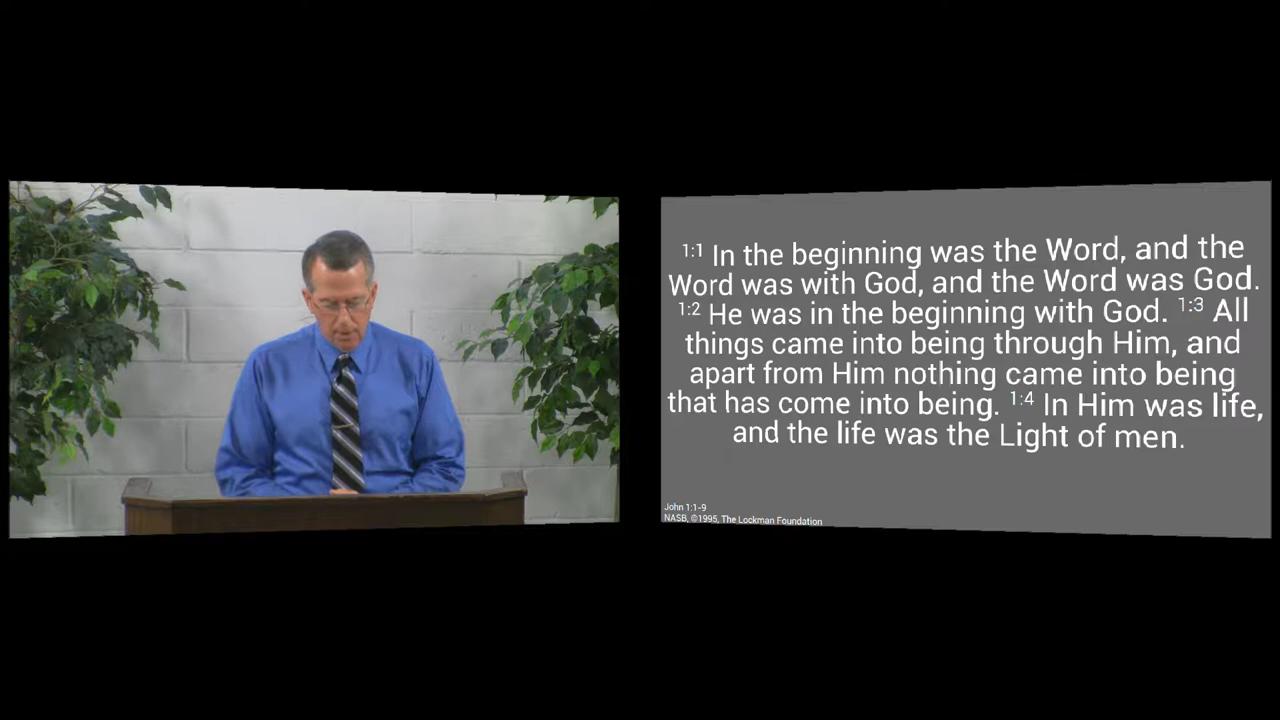 1:1 In the beginning was the Word, and the
Word was with God, and the Word was God.
1:2 He was in the beginning with God. 1:3 All
things came into being through Him, and
apart from Him nothing came into being
that has come into being. 1:4 In Him was life,
and the life was the Light of men.
John 1:1-9
NASB, ©1995, The Lockman Foundation